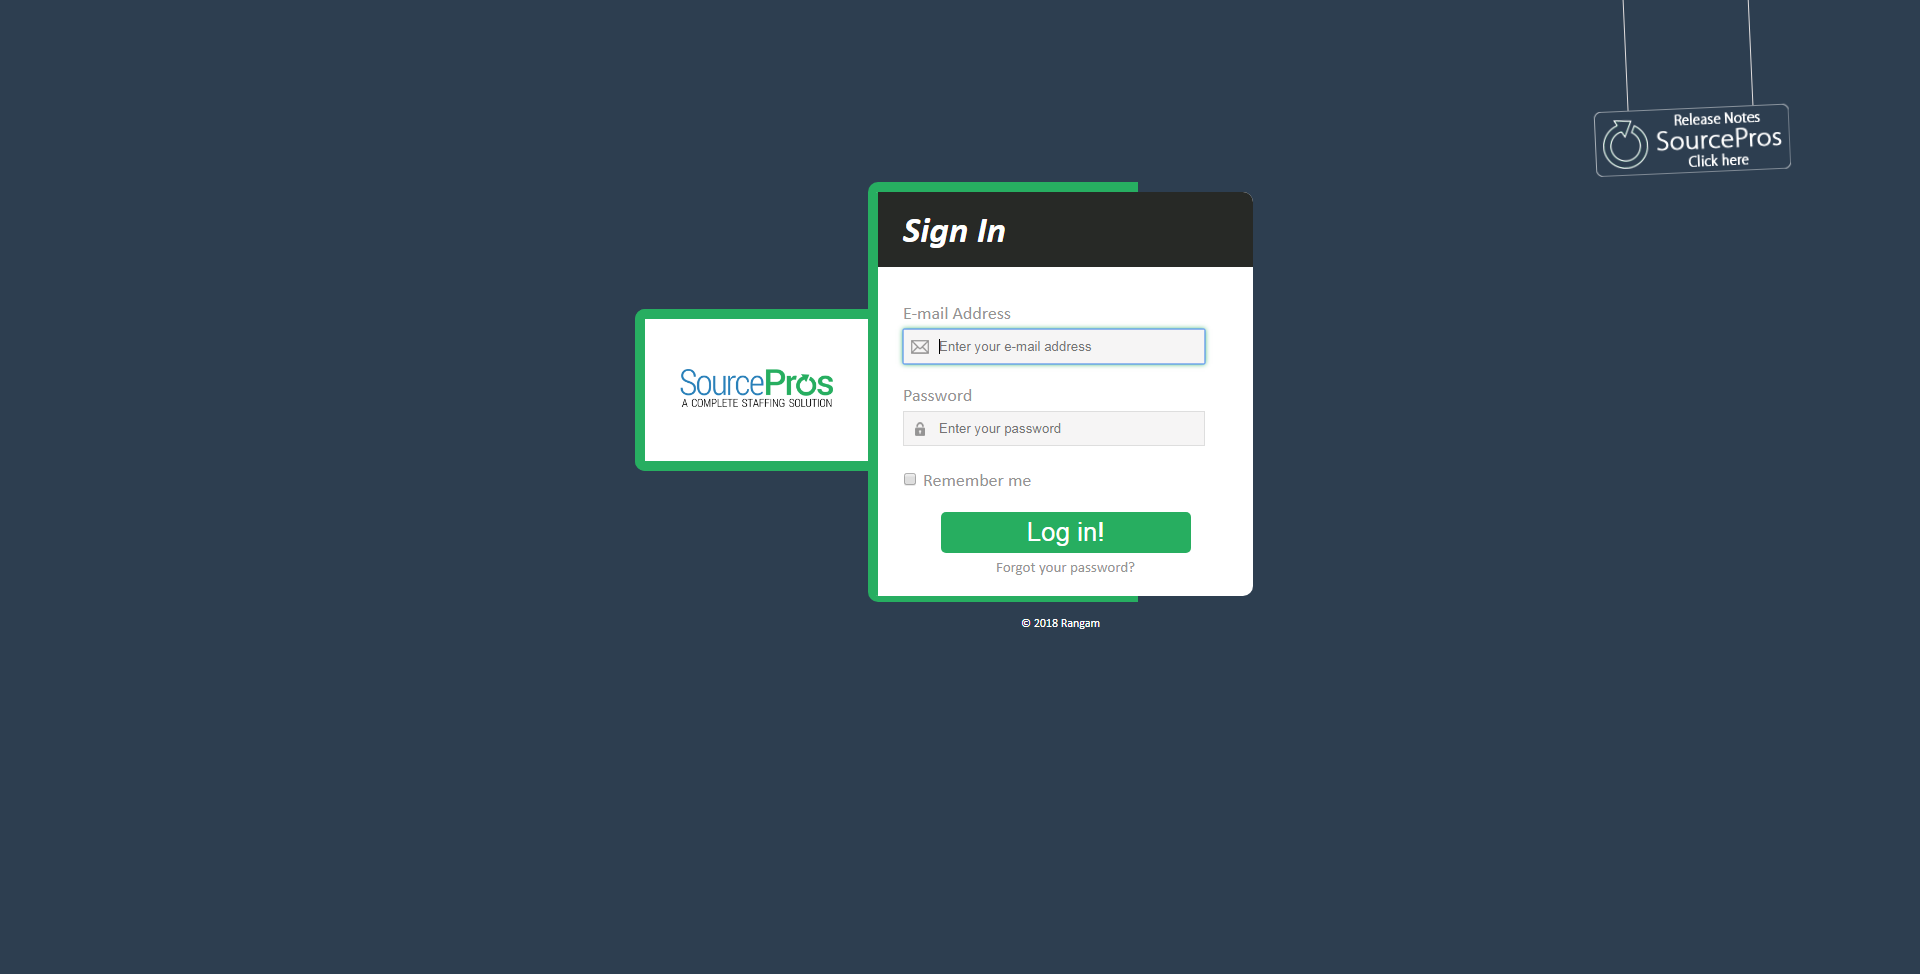 Release Notes
SourcePros
Click here
Sign In
E-mail Address
Enter your e-mail address
SourcePros
A COMPLETE STAFFING SOLUTION
Password
Enter your password
Remember me
Log in!
Forgot your password?
© 2018 Rangam